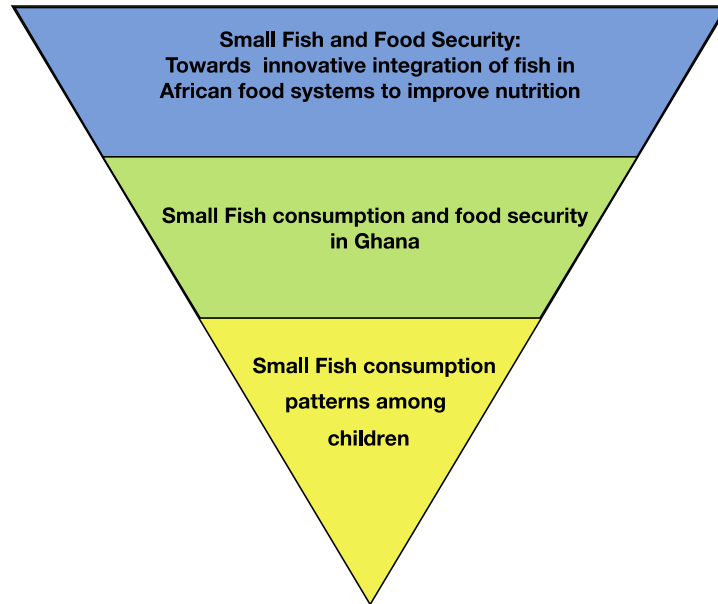 Small Fish and Food Security:
Towards innovative integration of fish in
African food systems to improve nutrition
Small Fish consumption and food security
in Ghana
Small Fish consumption
patterns among
children